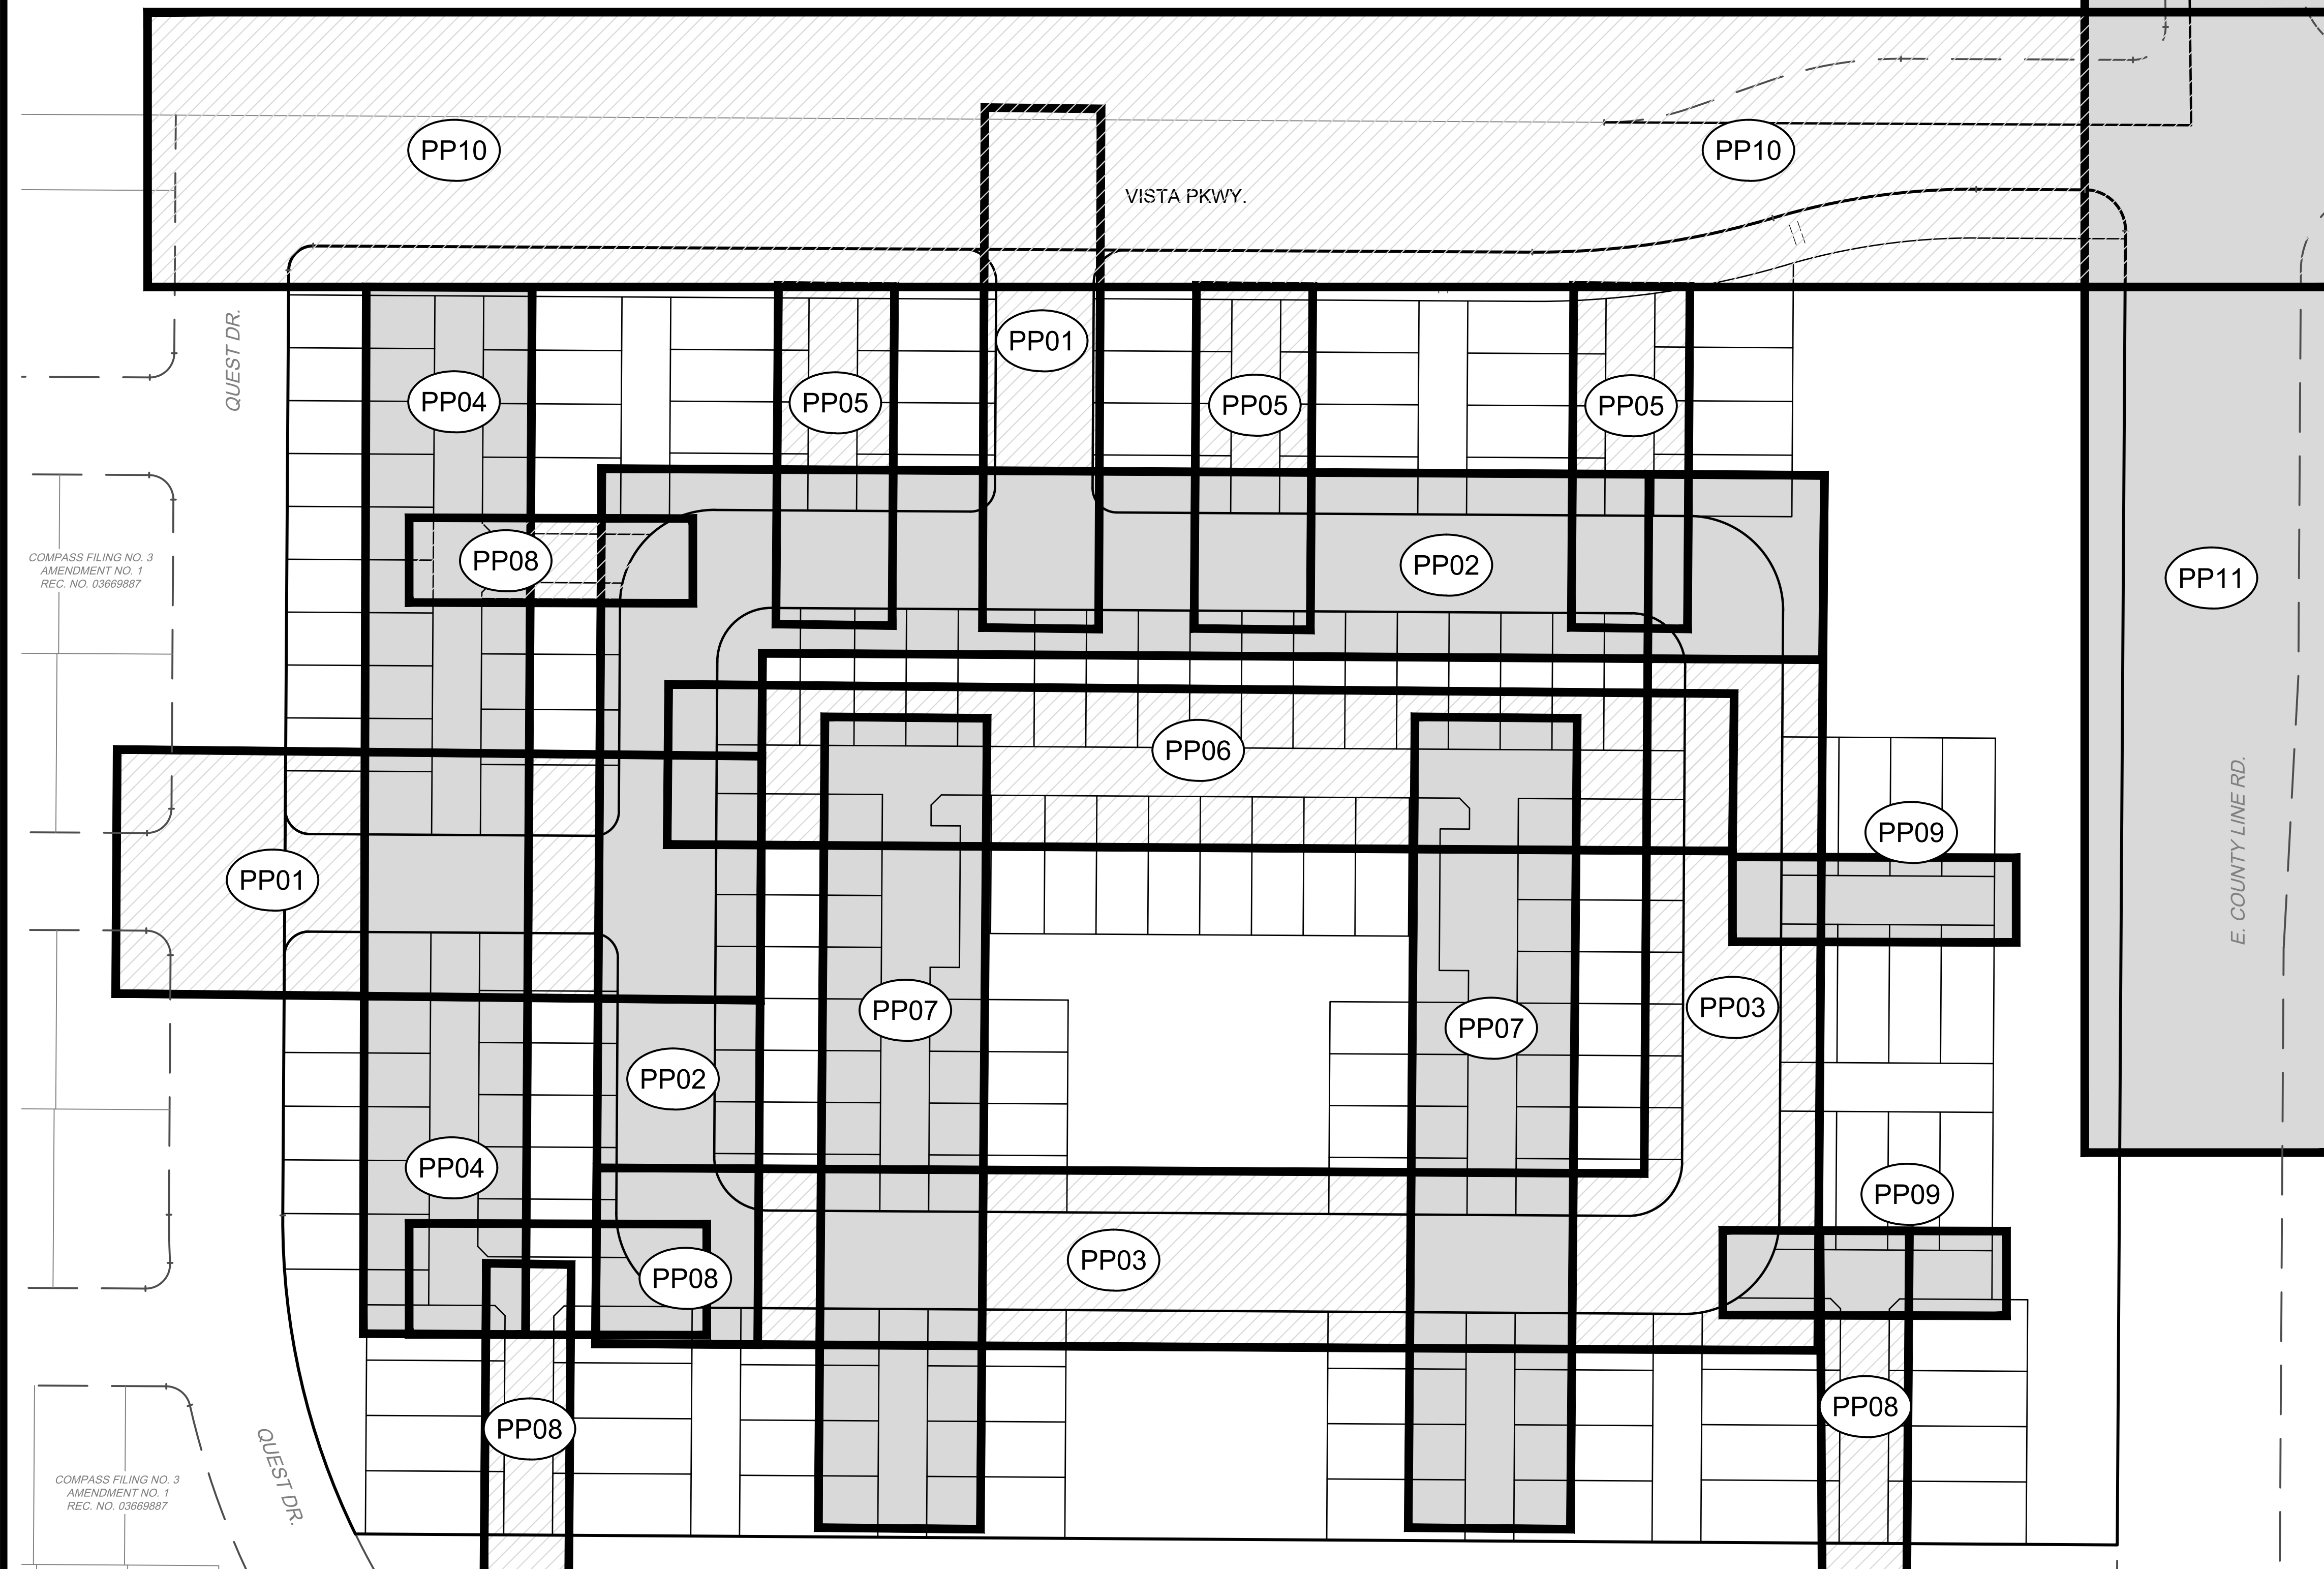 PP10
PP10
VISTA PKWY.
QUEST DR.
PP01
PP04
PP05
PP05
PP05
COMPASS FILING NO. 3
AMENDMENT NO. 1
REC. NO. 03669887
PP08
PP02
PP11
PP06
PP09
E. COUNTY LINE RD.
PP01
PP07
PP07
PP03
PP02
PP04
PP09
PP03
PP08
PP08
PP08
QUEST DR.
COMPASS FILING NO. 3
AMENDMENT NO. 1
REC. NO. 03669887